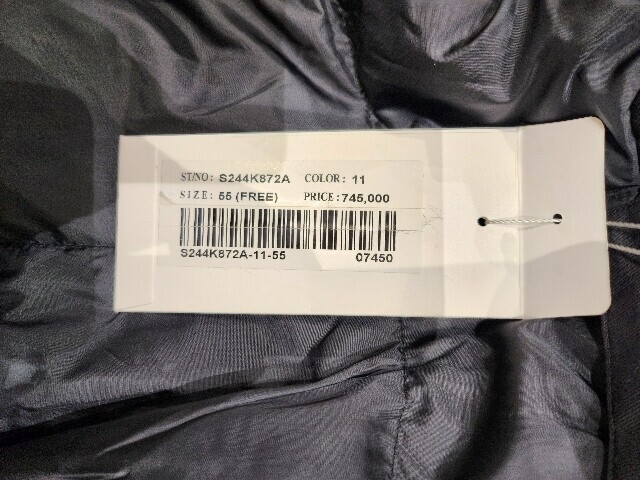 ST/NO: S244K872A COLOR: 11
SIZE: 55 (FREE) PRICE: 745,000
S244K872A-11-55 07450